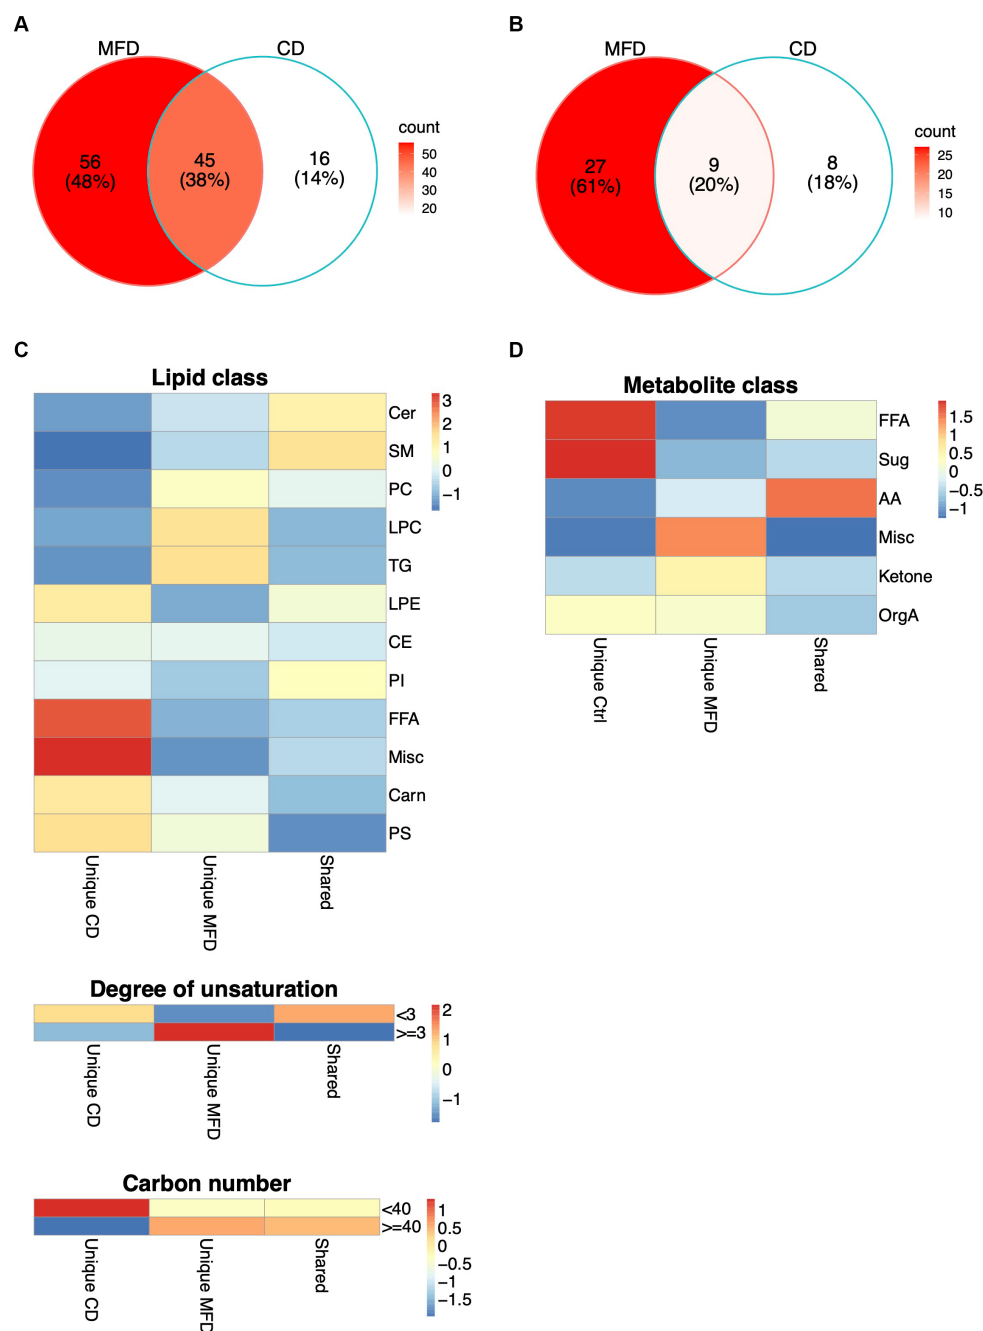 A
MFD
CD
56
(48%)
45
(38%)
16
(14%)
count
50
40
30
20
B
MFD
CD
27
(61%)
9
(20%)
8
(18%)
count
25
20
15
10
C
Lipid class
Cer
SM
PC
LPC
TG
LPE
CE
PI
FFA
Misc
Carn
PS
3
2
1
0
−1
Unique CD
Unique MFD
Shared
D
Metabolite class
FFA
Sug
AA
Misc
Ketone
OrgA
1.5
1
0.5
0
−0.5
−1
Unique Ctrl
Unique MFD
Shared
Degree of unsaturation
<3
>=3
2
1
0
−1
Unique CD
Unique MFD
Shared
Carbon number
<40
>=40
1
0.5
0
−0.5
−1
−1.5
Unique CD
Unique MFD
Shared